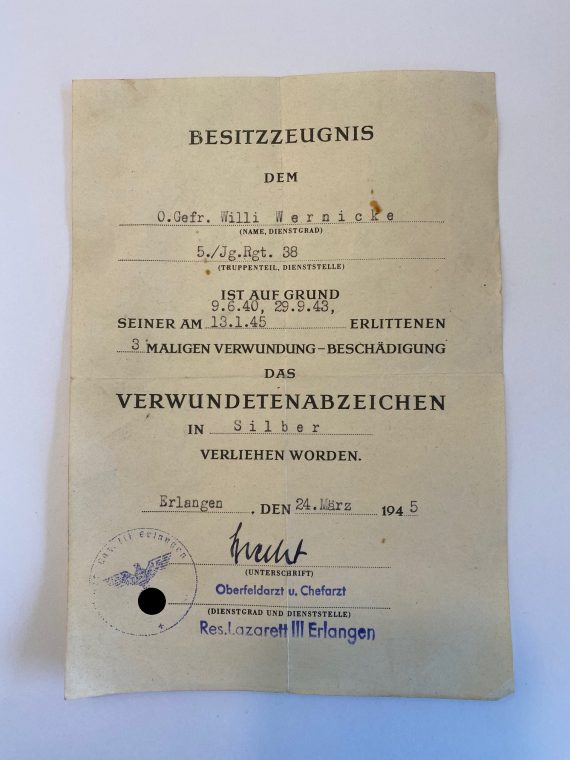 BESITZZEUGNIS
DEM
O.Gefr. Willi Wernicke
(NAME, DIENSTGRAD)
5./Jg.Rgt. 38
(TRUPPENTEIL, DIENSTSTELLE)
IST AUF GRUND
9.6.40, 29.9.43,
SEINER AM 13.1.45 ERLITTENEN
3 MALIGEN VERWUNDUNG – BESCHÄDIGUNG
DAS
VERWUNDETENABZEICHEN
IN Silber
VERLIEHEN WORDEN.
Erlangen, DEN 24.März 1945
(UNTERSCHRIFT)
Oberfeldarzt u. Chefarzt
(DIENSTGRAD UND DIENSTSTELLE)
Res.Lazarett III Erlangen
III Erlangen